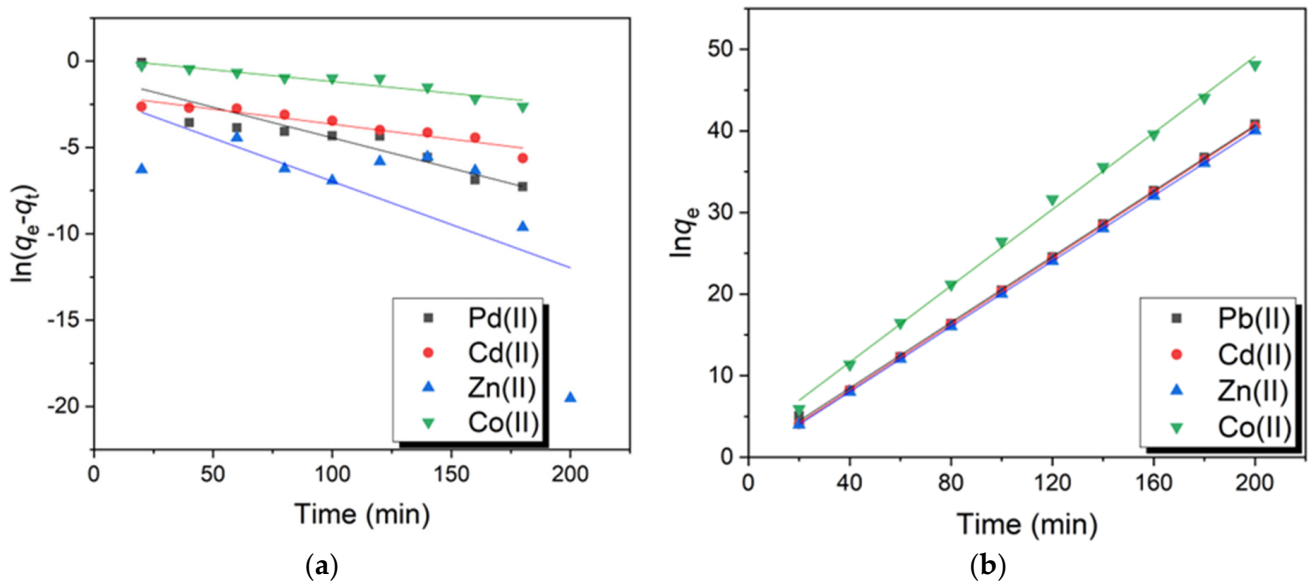 0
-5
-10
-15
-20
ln(qe-qt)
Pd(II)
Cd(II)
Zn(II)
Co(II)
0 50 100 150 200
Time (min)
(a)
50
40
30
20
10
0
lnqe
Pb(II)
Cd(II)
Zn(II)
Co(II)
0 40 80 120 160 200
Time (min)
(b)